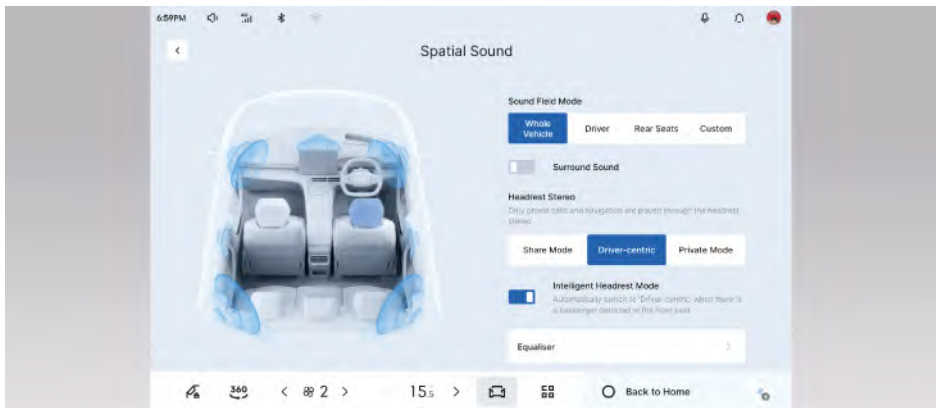 6:59PM
Spatial Sound
Sound Field Mode
Whole
Vehicle
Driver
Rear Seats
Custom
Surround Sound
Headrest Stereo
Only phone calls and navigation are played through the headrest
stereo
Share Mode
Driver-centric
Private Mode
Intelligent Headrest Mode
Automatically switch to 'Driver-centric' when there is
a passenger detected in the front seat
Equaliser
360
2
15.5
Back to Home